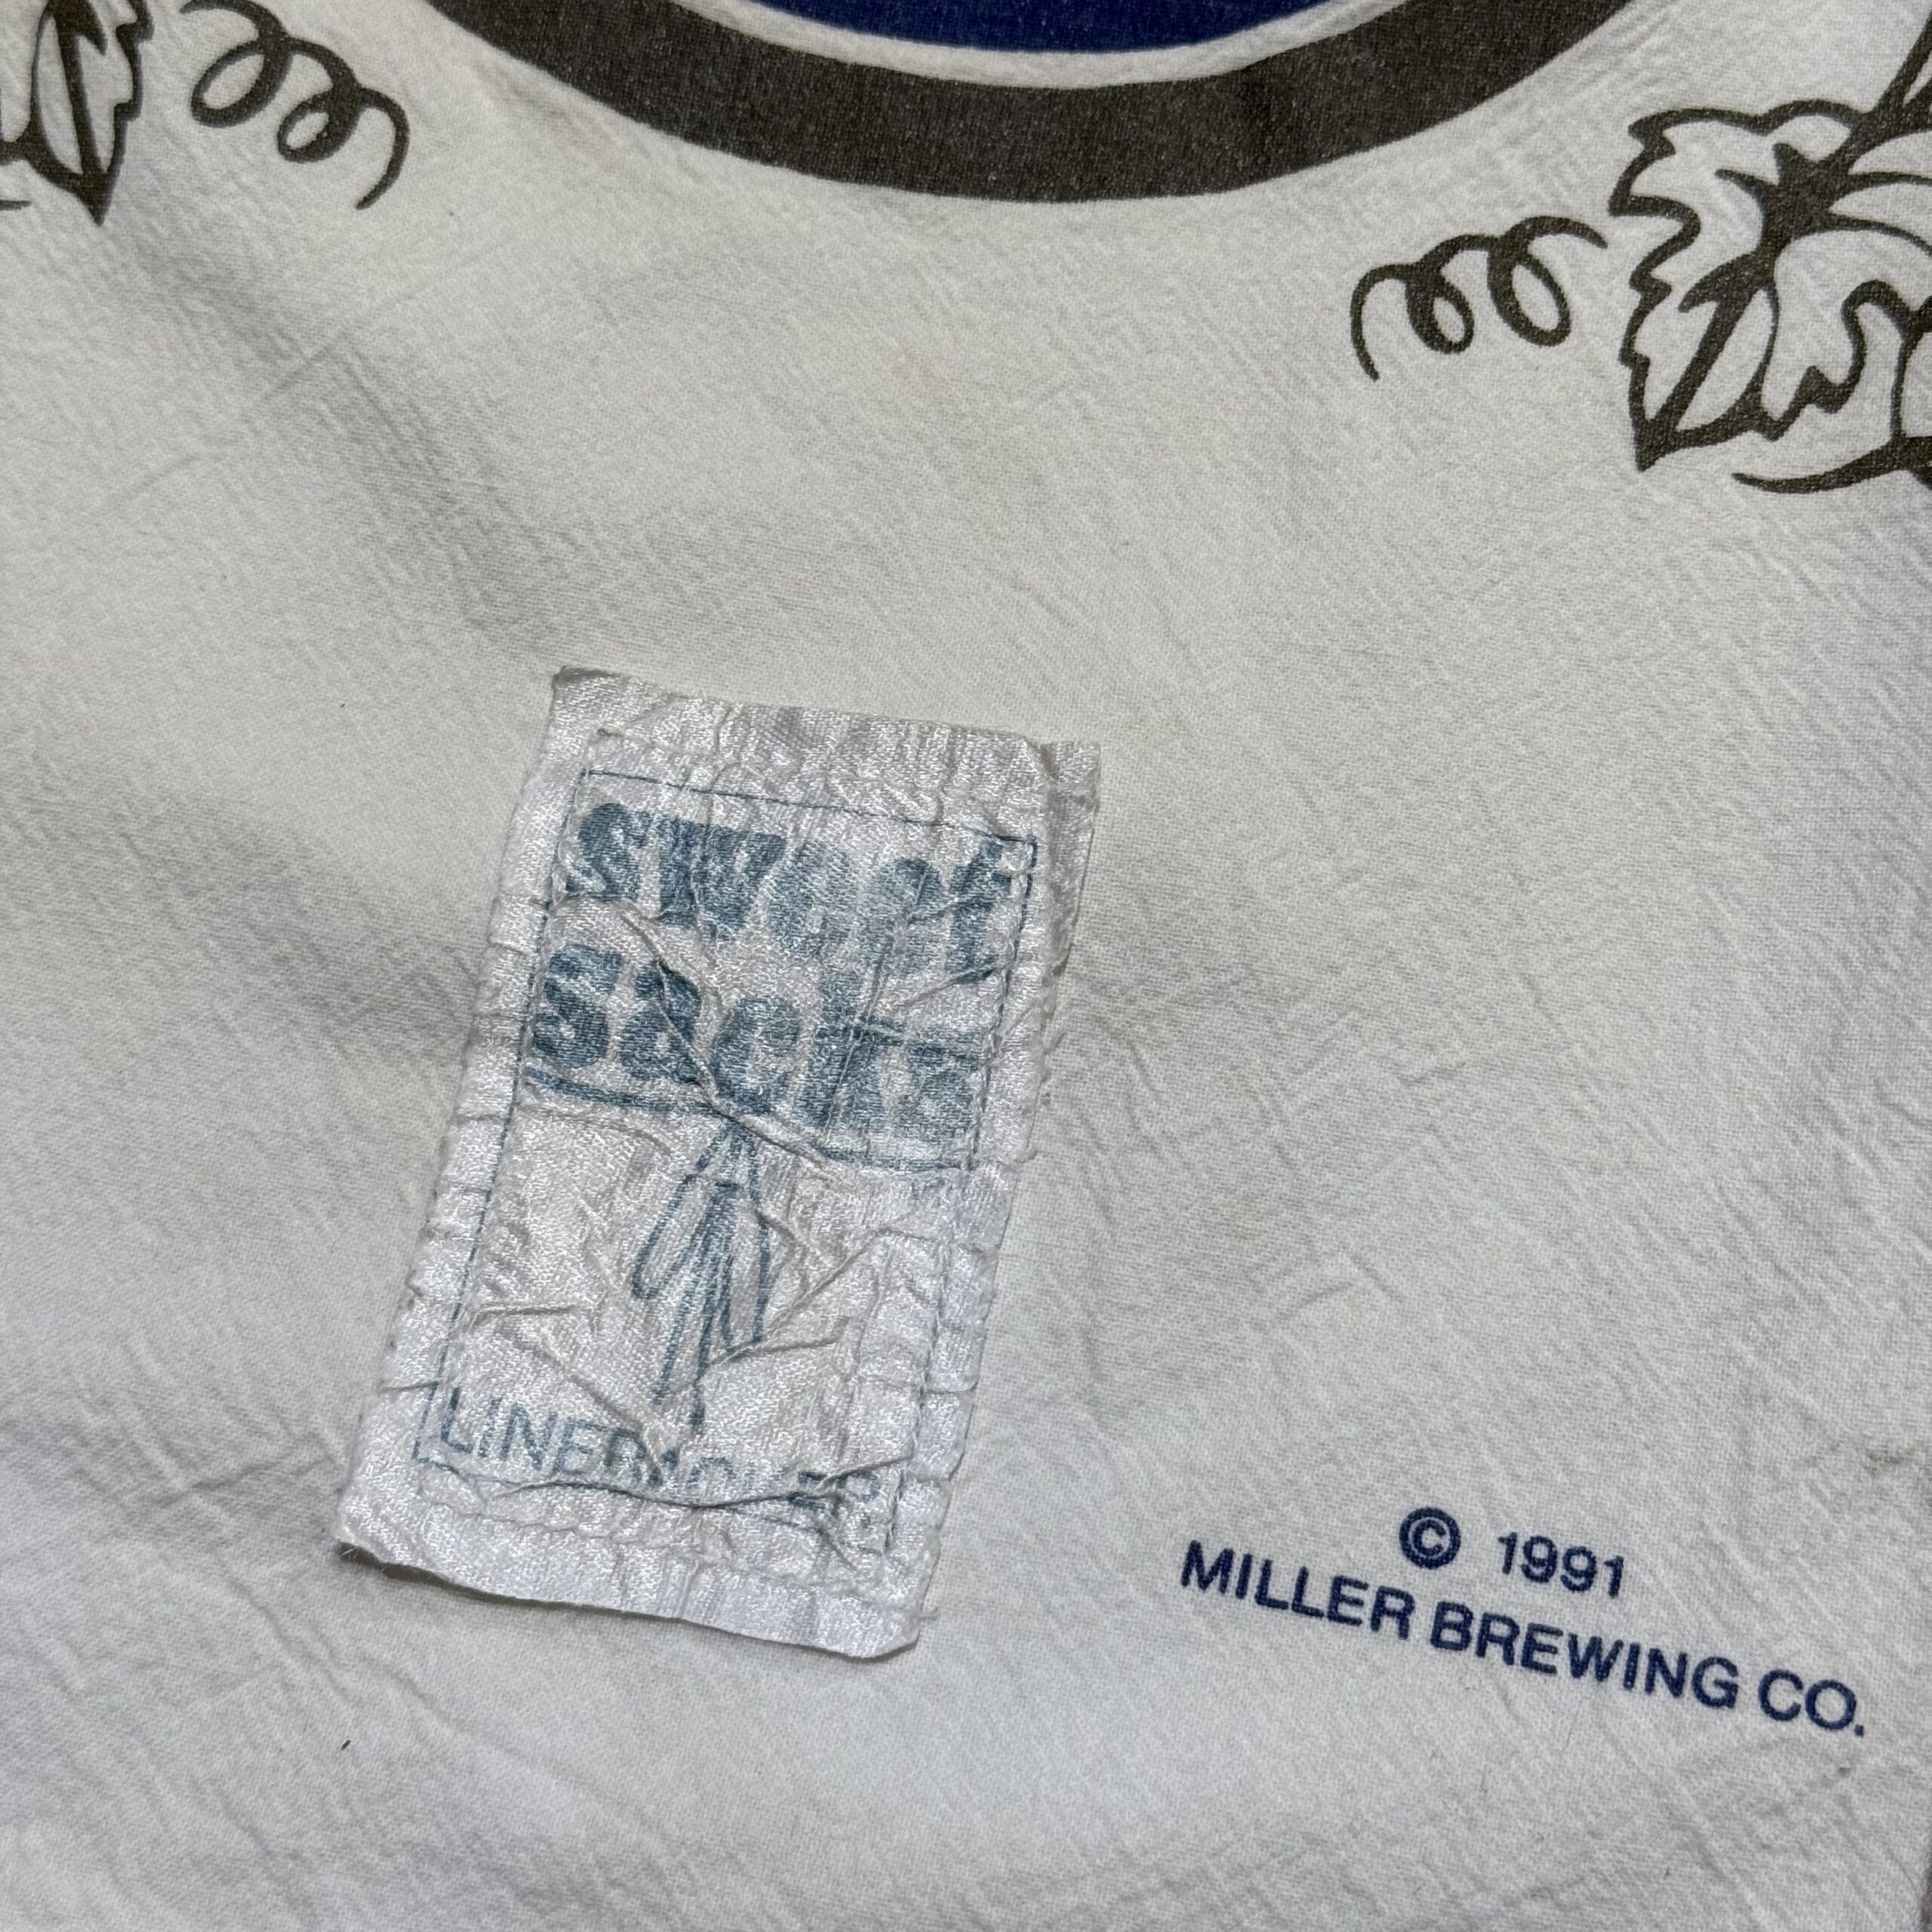 Sweet
Sacks
© 1991
MILLER BREWING CO.